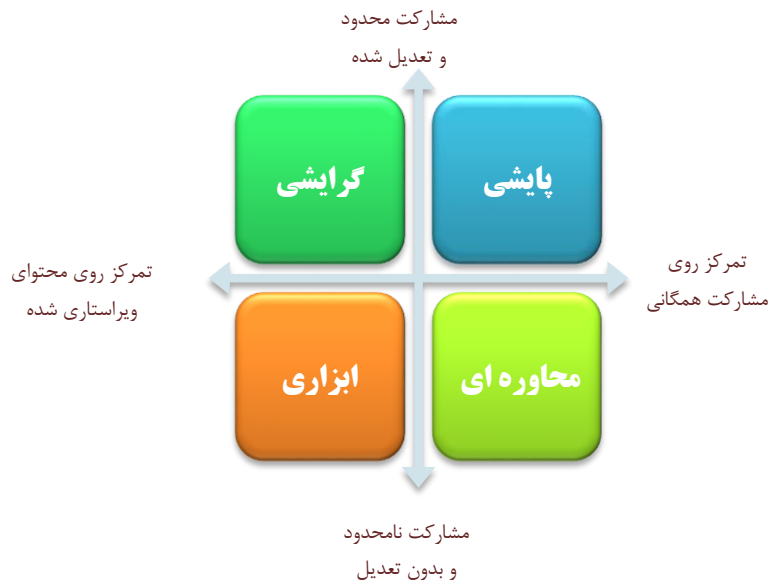 مشارکت محدود
و تعدیل شده
پایشی
گرایشی
تمرکز روی
مشارکت همگانی
تمرکز روی محتوای
ویراستاری شده
محاوره ای
ابزاری
مشارکت نامحدود
و بدون تعدیل